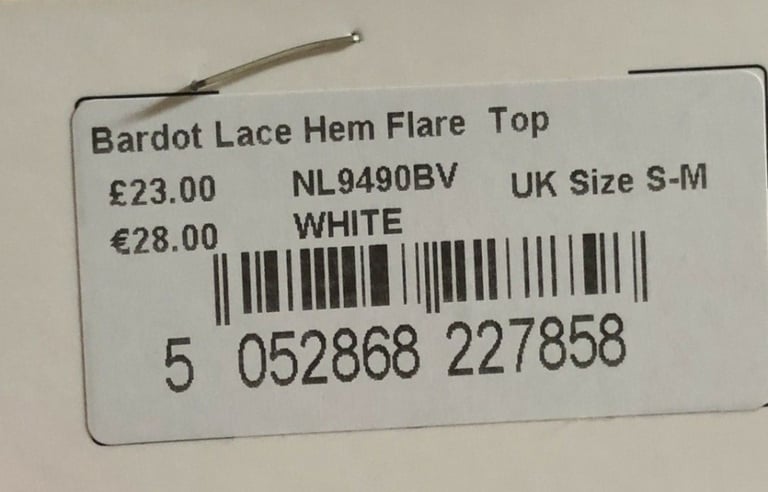 Bardot Lace Hem Flare Top
£23.00 NL9490BV UK Size S-M
€28.00 WHITE
5 052868 227858